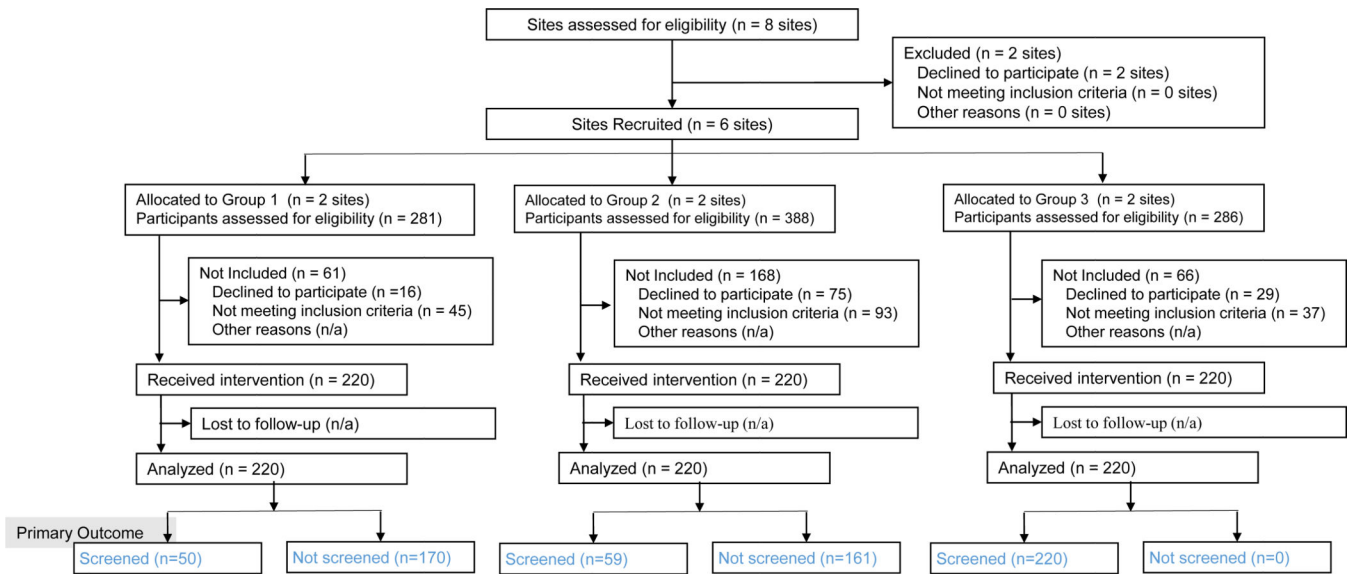 Sites assessed for eligibility (n = 8 sites)
Excluded (n = 2 sites)
Declined to participate (n = 2 sites)
Not meeting inclusion criteria (n = 0 sites)
Other reasons (n = 0 sites)
Sites Recruited (n = 6 sites)
Allocated to Group 1 (n = 2 sites)
Participants assessed for eligibility (n = 281)
Allocated to Group 2 (n = 2 sites)
Participants assessed for eligibility (n = 388)
Allocated to Group 3 (n = 2 sites)
Participants assessed for eligibility (n = 286)
Not Included (n = 61)
Declined to participate (n =16)
Not meeting inclusion criteria (n = 45)
Other reasons (n/a)
Not Included (n = 168)
Declined to participate (n = 75)
Not meeting inclusion criteria (n = 93)
Other reasons (n/a)
Not Included (n = 66)
Declined to participate (n = 29)
Not meeting inclusion criteria (n = 37)
Other reasons (n/a)
Received intervention (n = 220)
Received intervention (n = 220)
Received intervention (n = 220)
Lost to follow-up (n/a)
Lost to follow-up (n/a)
Lost to follow-up (n/a)
Analyzed (n = 220)
Analyzed (n = 220)
Analyzed (n = 220)
Primary Outcome
Screened (n=50)
Not screened (n=170)
Screened (n=59)
Not screened (n=161)
Screened (n=220)
Not screened (n=0)